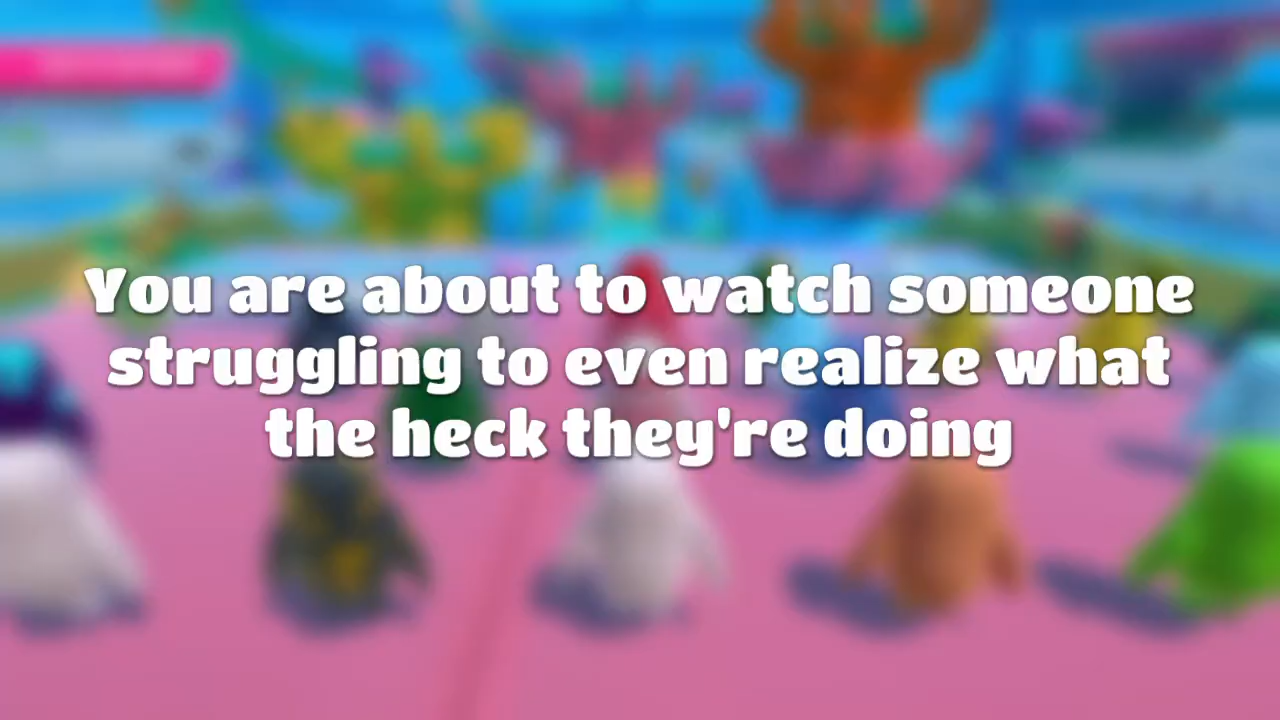 You are about to watch someone
struggling to even realize what
the heck they're doing